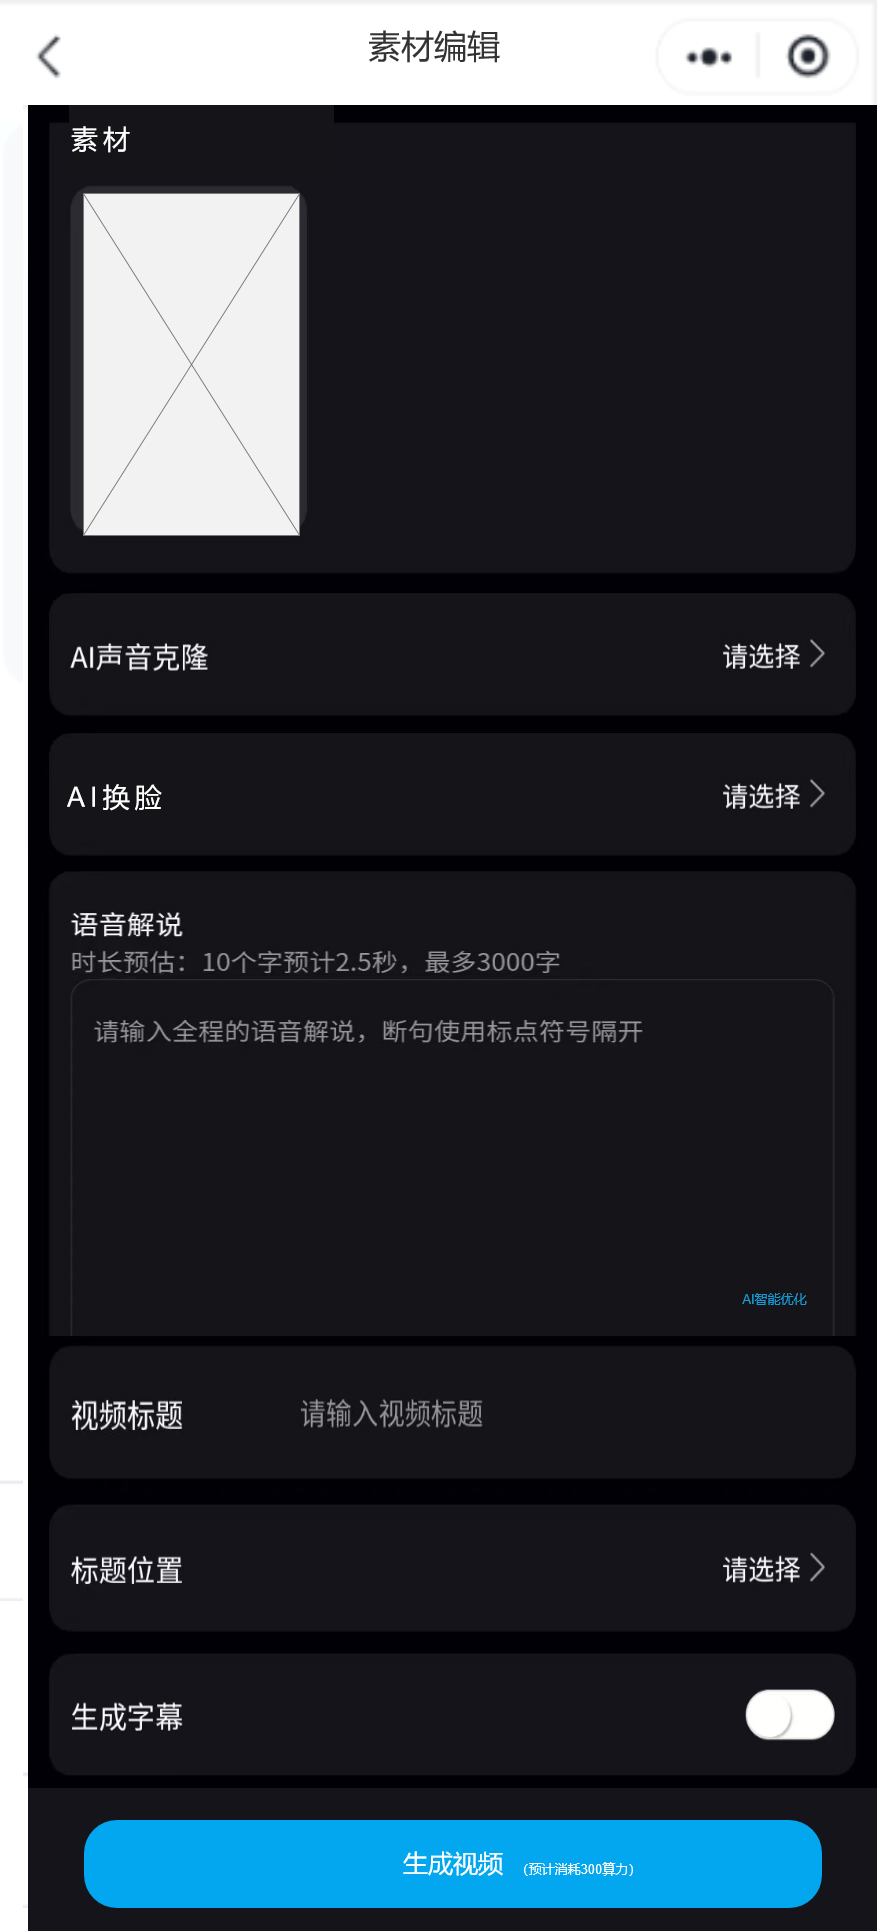 素材编辑
素材
AI声音克隆 请选择
AI换脸 请选择
语音解说
时长预估：10个字预计2.5秒，最多3000字
请输入全程的语音解说，断句使用标点符号隔开
AI智能优化
视频标题 请输入视频标题
标题位置 请选择
生成字幕
生成视频 （预计消耗300算力）